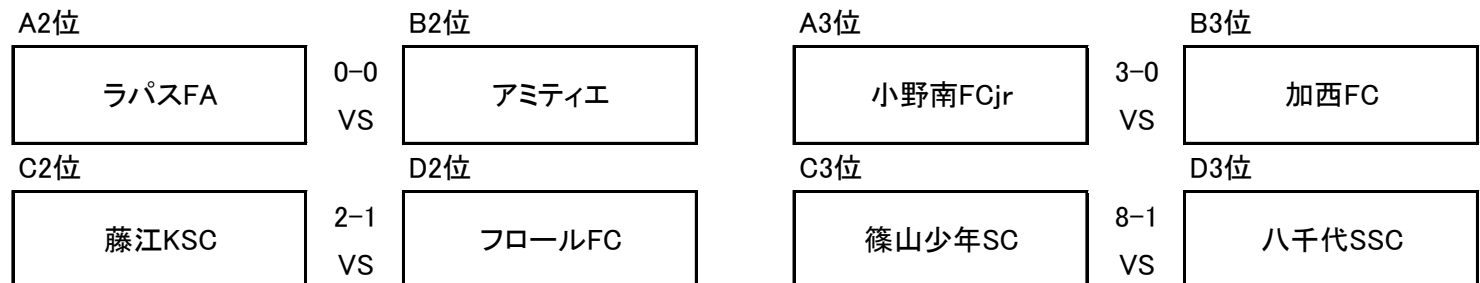 A2位 B2位 A3位 B3位
ラパスFA 0-0 VS アミティエ 小野南FCjr 3-0 VS 加西FC
C2位 D2位 C3位 D3位
藤江KSC 2-1 VS フロールFC 篠山少年SC 8-1 VS 八千代SSC